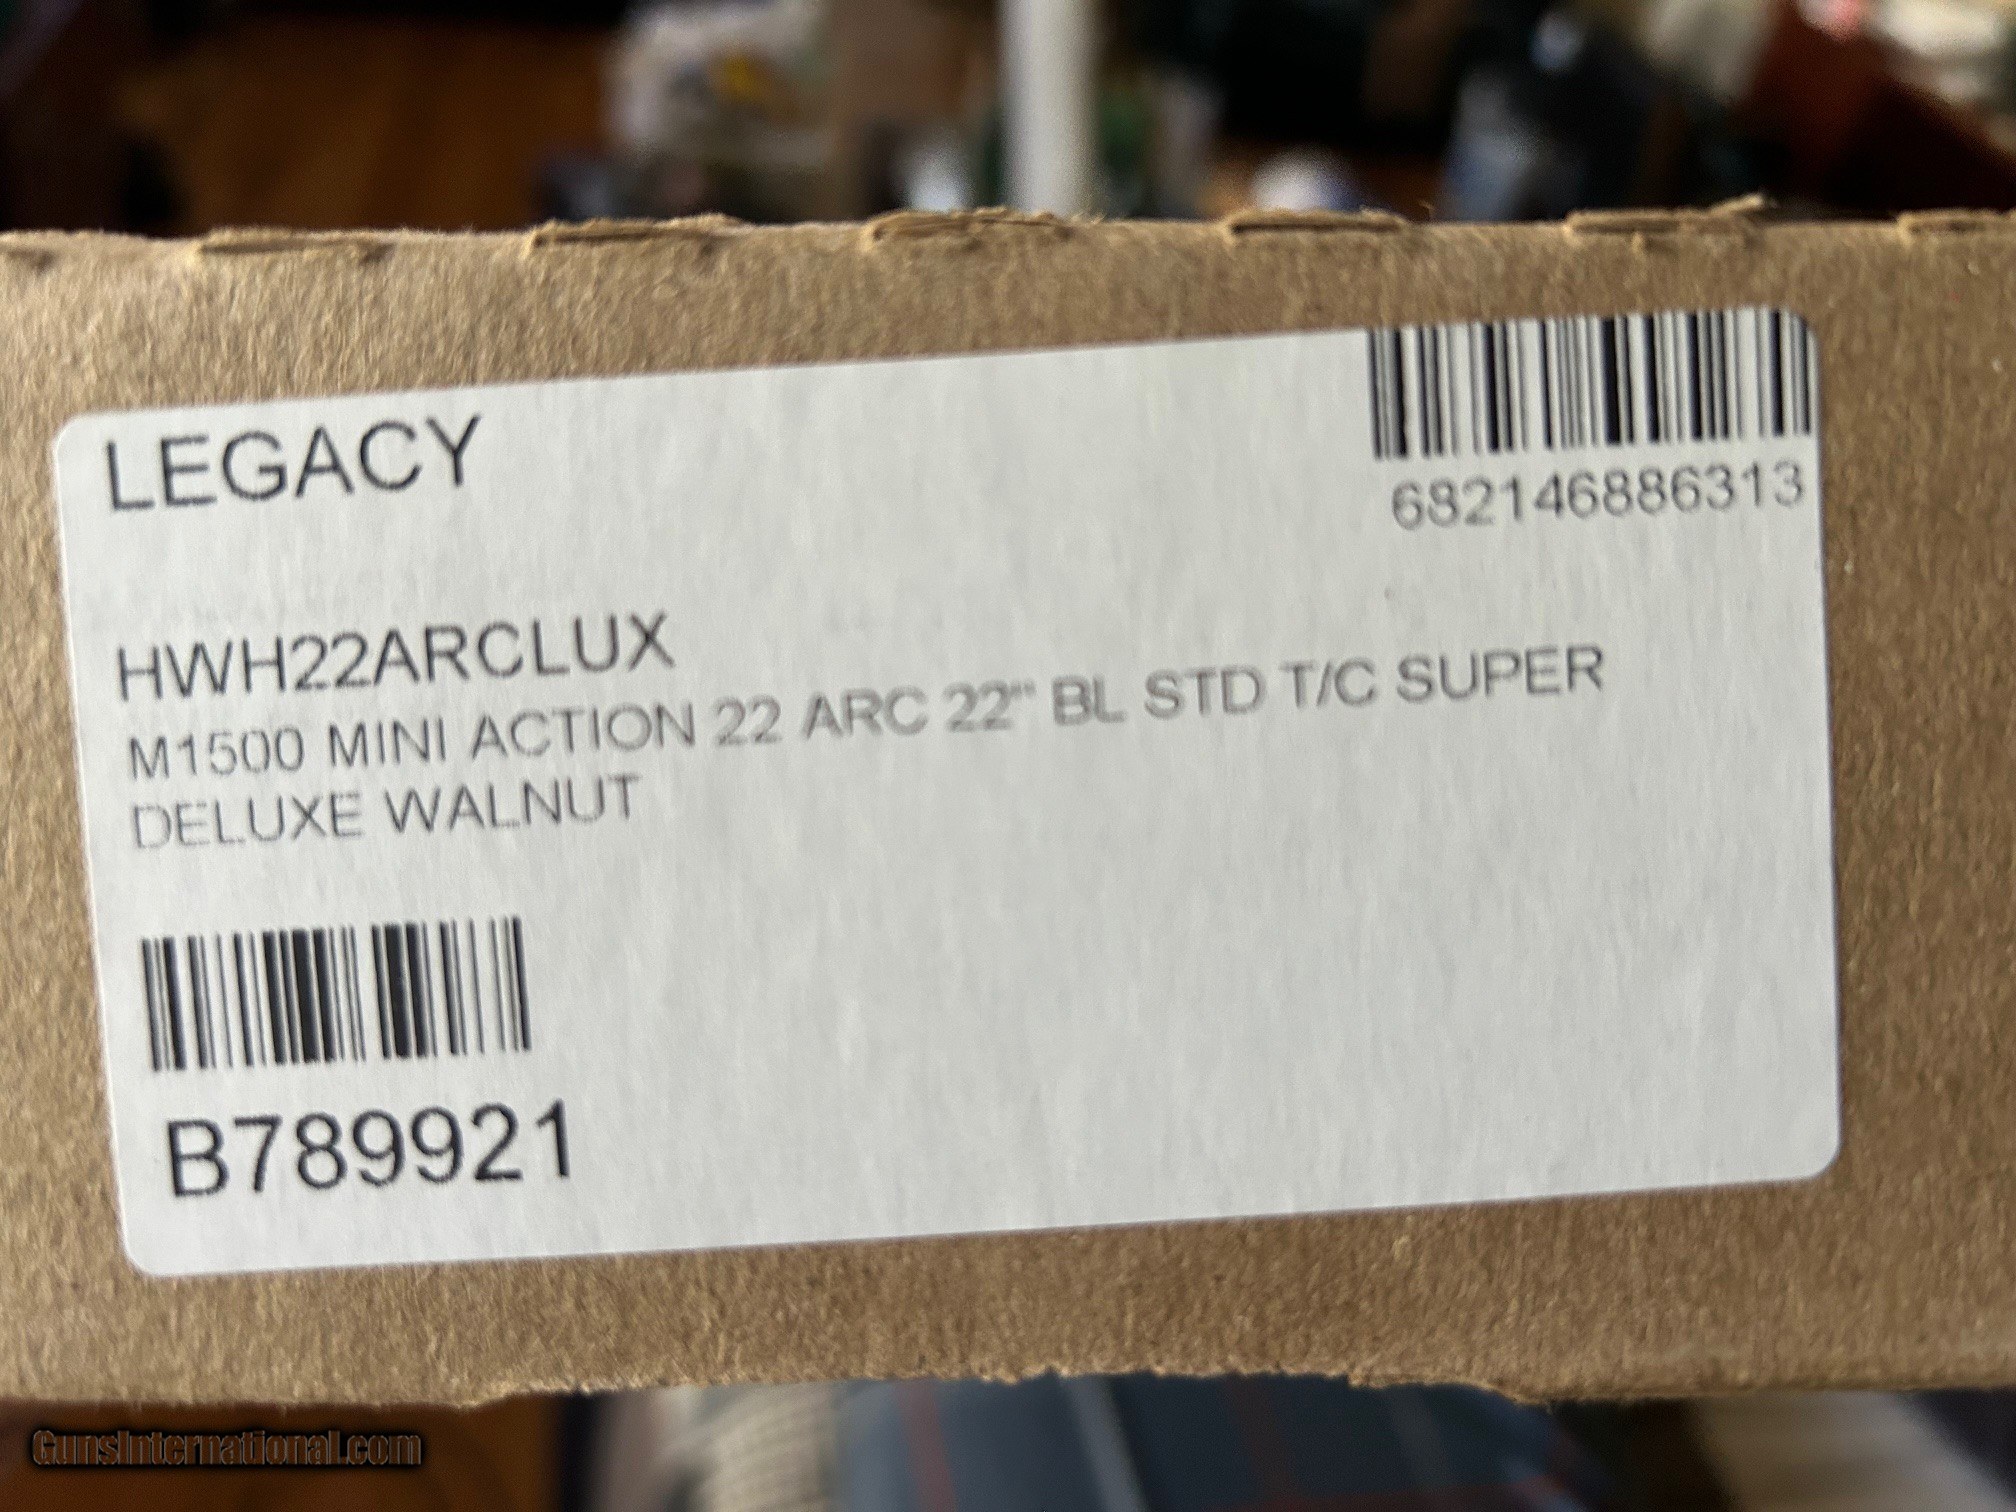 LEGACY
682146886313
HWH22ARCLUX
M1500 MINI ACTION 22 ARC 22" BL STD T/C SUPER
DELUXE WALNUT
B789921
GunsInternational.com